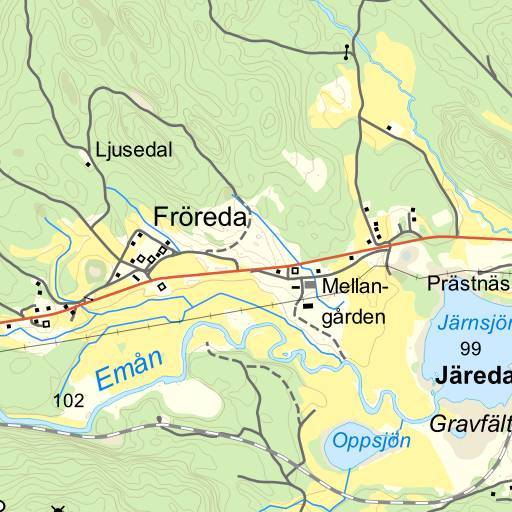 Ljusedal
Fröreda
Prästnäs
Mellan-
gården
Järnsjön
99
Emån
Järeda
102
Gravfält
Oppsjön